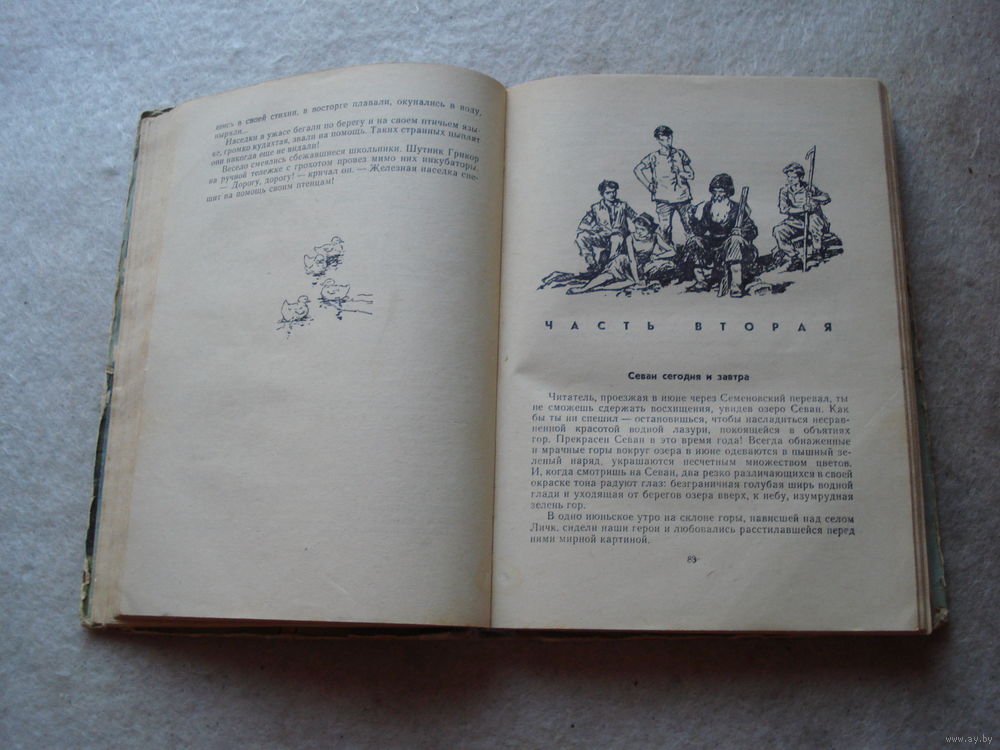 лись в своей стихии, в восторге плавали, окунались в воду,
ныряли...
Наседки в ужасе бегали по берегу и на своем птичьем язы-
ке, громко кудахтая, звали на помощь. Таких странных цыплят
они никогда еще не видали!
Весело смеялись сбежавшиеся школьники. Шутник Грикор
на ручной тележке с грохотом провез мимо них инкубаторы.
— Дорогу, дорогу! — кричал он. — Железная наседка спе-
шит на помощь своим птенцам!
ЧАСТЬ ВТОРАЯ
Севан сегодня и завтра
Читатель, проезжая в июне через Семеновский перевал, ты
не сможешь сдержать восхищения, увидев озеро Севан. Как
бы ты ни спешил — остановишься, чтобы насладиться несрав-
ненной красотой водной лазури, покоящейся в объятиях
гор. Прекрасен Севан в это время года! Всегда обнаженные
и мрачные горы вокруг озера в июне одеваются в пышный зе-
леный наряд, украшаются несчетным множеством цветов.
И, когда смотришь на Севан, два резко различающихся в своей
окраске тона радуют глаз: безграничная голубая ширь водной
глади и уходящая от берегов озера вверх, к небу, изумрудная
зелень гор.
В одно июньское утро на склоне горы, нависшей над селом
Личк, сидели наши герои и любовались расстилавшейся перед
ними мирной картиной.
83
www.ay.by